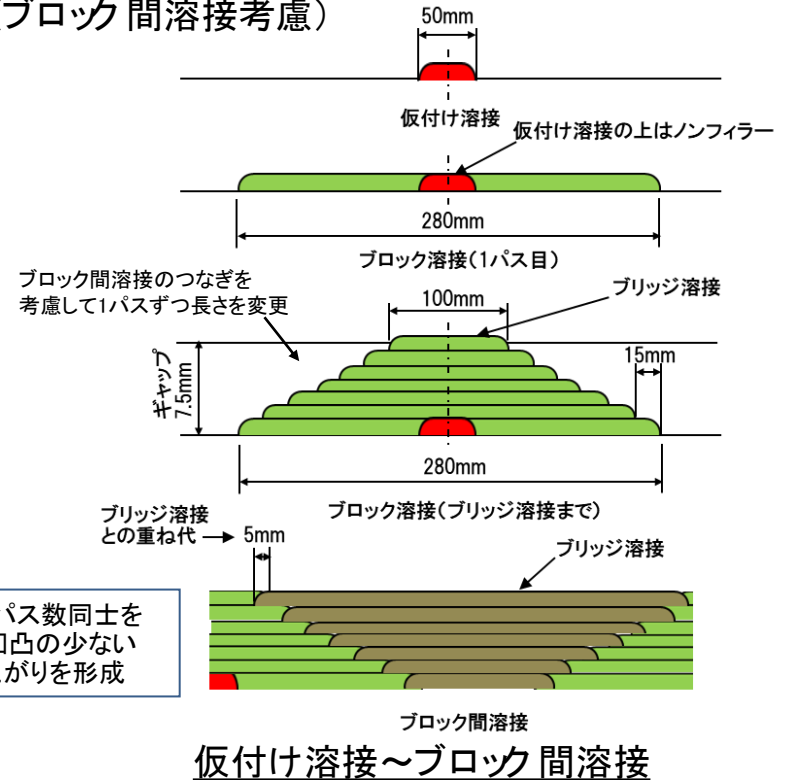 ブロック間溶接考慮）
50mm
仮付け溶接
仮付け溶接の上はノンフィラー
280mm
ブロック溶接（1パス目）
ブロック間溶接のつなぎを
考慮して1パスずつ長さを変更
100mm
ブリッジ溶接
15mm
ギャップ
7.5mm
280mm
ブロック溶接（ブリッジ溶接まで）
ブリッジ溶接
との重ね代
5mm
ブリッジ溶接
パス数同士を
凹凸の少ない
がりを形成
ブロック間溶接
仮付け溶接～ブロック間溶接